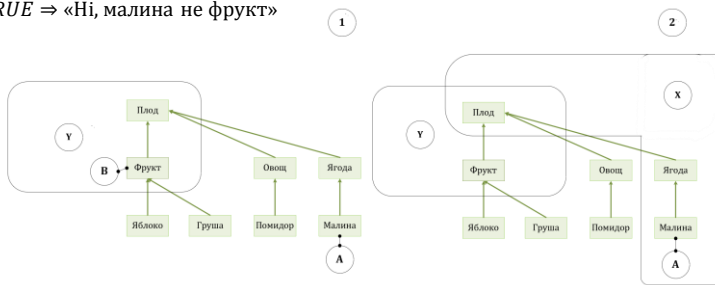 RUE ⇒ «Ні, малина не фрукт»
1
2
Плод
Y
B
Фрукт
Овощ
Ягода
Яблоко
Груша
Помидор
Малина
A
X
Плод
Y
Фрукт
Овощ
Ягода
Яблоко
Груша
Помидор
Малина
A